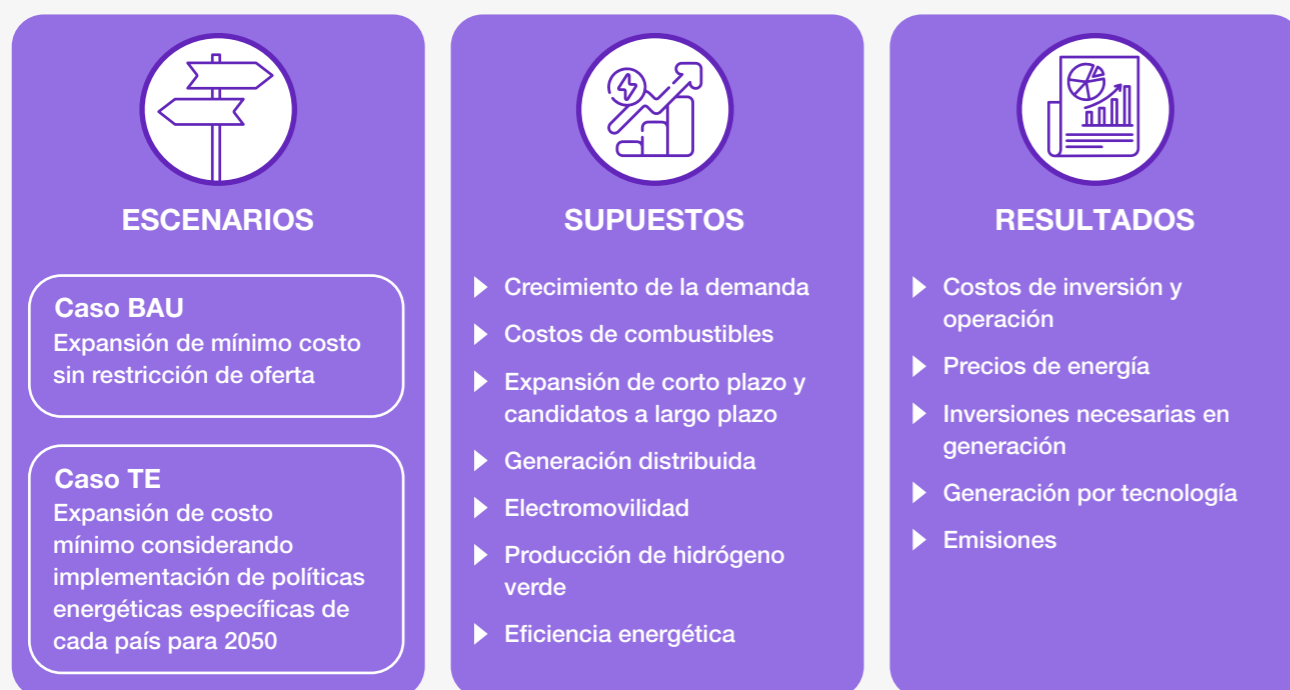 ESCENARIOS
Caso BAU
Expansión de mínimo costo
sin restricción de oferta
Caso TE
Expansión de costo
mínimo considerando
implementación de políticas
energéticas específicas de
cada país para 2050
SUPUESTOS
Crecimiento de la demanda
Costos de combustibles
Expansión de corto plazo y
candidatos a largo plazo
Generación distribuida
Electromovilidad
Producción de hidrógeno
verde
Eficiencia energética
RESULTADOS
Costos de inversión y
operación
Precios de energía
Inversiones necesarias en
generación
Generación por tecnología
Emisiones